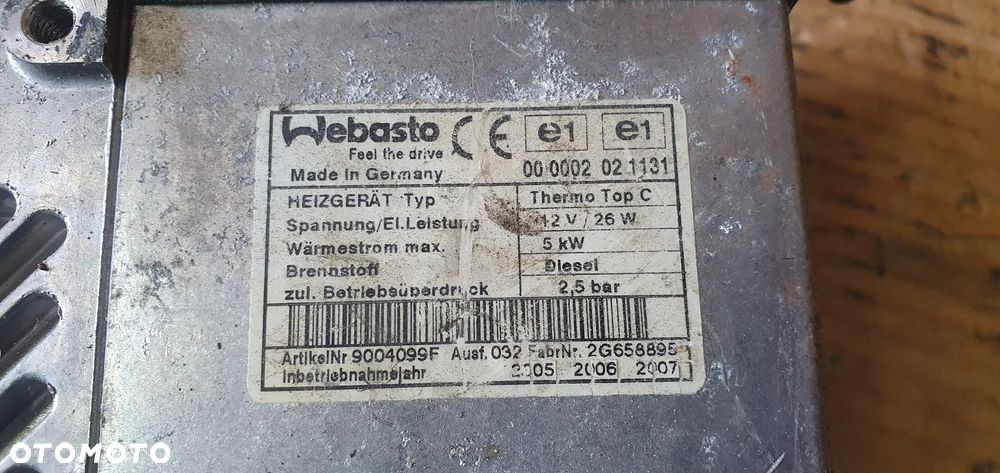 Webasto CE e1 e1
Feel the drive
00 0002 02 1131
Made in Germany
HEIZGERÄT Typ Thermo Top C
Spannung/El.Leistung 12 V / 26 W
Wärmestrom max. 5 kW
Brennstoff Diesel
zul. Betriebsüberdruck 2,5 bar
ArtikelNr 9004099F Ausf. 032 FabrNr. 2G658895
Inbetriebnahmejahr 2005 2006 2007
OTOMOTO